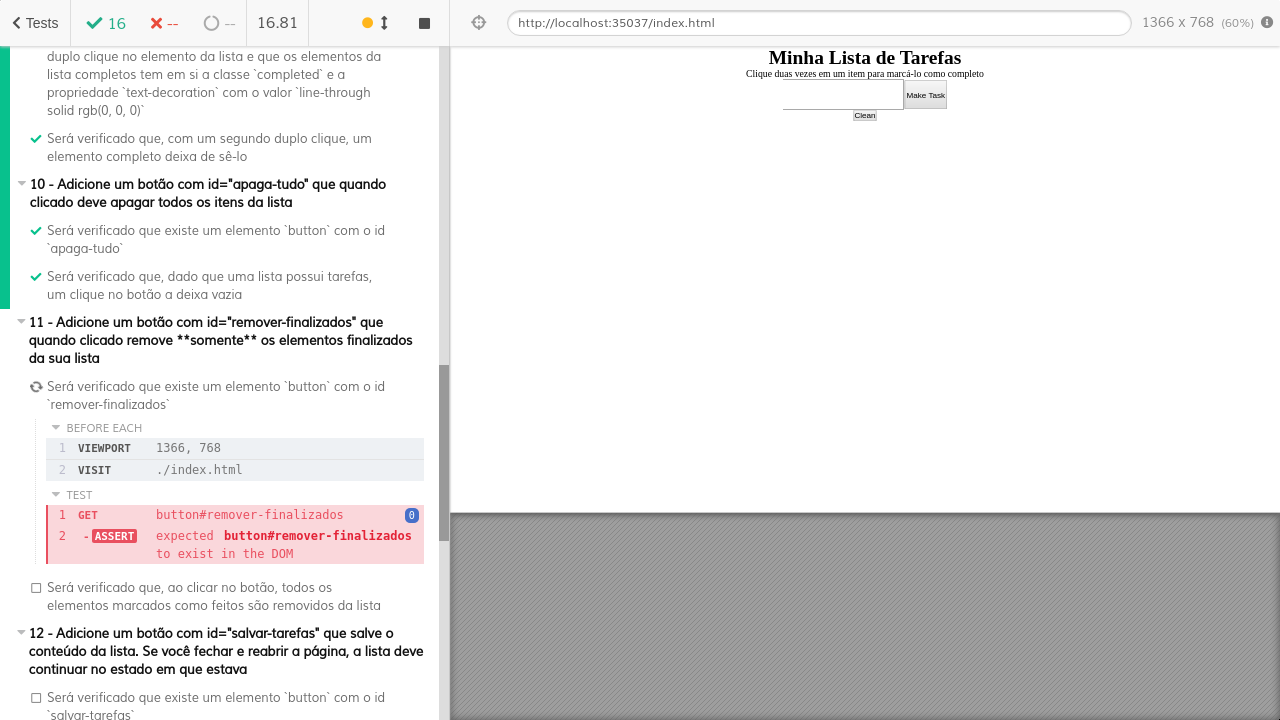 Tests
16
--
--
16.81
http://localhost:35037/index.html
1366 x 768 (60%)
duplo clique no elemento da lista e que os elementos da
lista completos tem em si a classe `completed` e a
propriedade `text-decoration` com o valor `line-through
solid rgb(0, 0, 0)`
Será verificado que, com um segundo duplo clique, um
elemento completo deixa de sê-lo
10 - Adicione um botão com id="apaga-tudo" que quando
clicado deve apagar todos os itens da lista
Será verificado que existe um elemento `button` com o id
`apaga-tudo`
Será verificado que, dado que uma lista possui tarefas,
um clique no botão a deixa vazia
11 - Adicione um botão com id="remover-finalizados" que
quando clicado remove **somente** os elementos finalizados
da sua lista
Será verificado que existe um elemento `button` com o id
`remover-finalizados`
BEFORE EACH
1 VIEWPORT 1366, 768
2 VISIT ./index.html
TEST
1 GET button#remover-finalizados 0
2 -ASSERT expected button#remover-finalizados
to exist in the DOM
Será verificado que, ao clicar no botão, todos os
elementos marcados como feitos são removidos da lista
12 - Adicione um botão com id="salvar-tarefas" que salve o
conteúdo da lista. Se você fechar e reabrir a página, a lista deve
continuar no estado em que estava
Será verificado que existe um elemento `button` com o id
`salvar-tarefas`
Minha Lista de Tarefas
Clique duas vezes em um item para marcá-lo como completo
Make Task
Clean